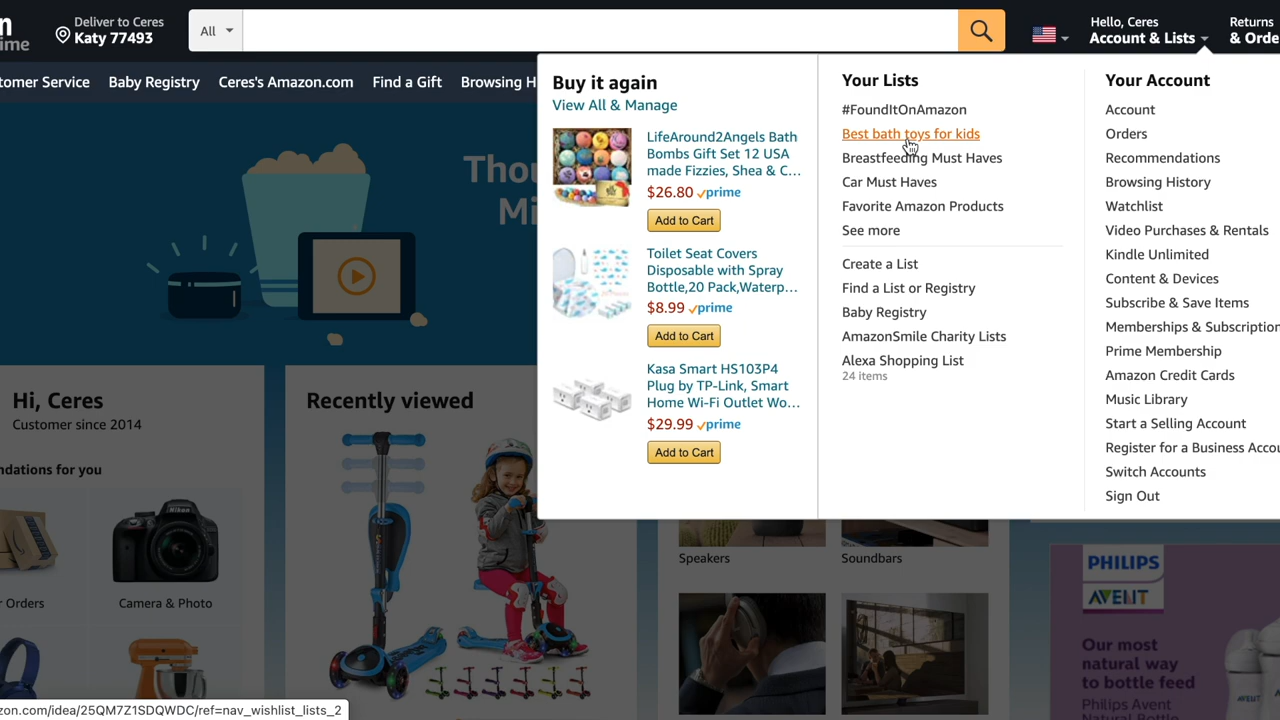 n
ime
Deliver to Ceres
Katy 77493
All
Hello, Ceres
Account & Lists
Returns
& Orde
tomer Service
Baby Registry
Ceres's Amazon.com
Find a Gift
Browsing H
Thou
Mi
Hi, Ceres
Customer since 2014
ndations for you
r Orders
Camera & Photo
Recently viewed
Buy it again
View All & Manage
LifeAround2Angels Bath
Bombs Gift Set 12 USA
made Fizzies, Shea & C...
$26.80 prime
Add to Cart
Toilet Seat Covers
Disposable with Spray
Bottle,20 Pack,Waterp...
$8.99 prime
Add to Cart
Kasa Smart HS103P4
Plug by TP-Link, Smart
Home Wi-Fi Outlet Wo...
$29.99 prime
Add to Cart
Your Lists
#FoundItOnAmazon
Best bath toys for kids
Breastfeeding Must Haves
Car Must Haves
Favorite Amazon Products
See more
Create a List
Find a List or Registry
Baby Registry
AmazonSmile Charity Lists
Alexa Shopping List
24 items
Your Account
Account
Orders
Recommendations
Browsing History
Watchlist
Video Purchases & Rentals
Kindle Unlimited
Content & Devices
Subscribe & Save Items
Memberships & Subscription
Prime Membership
Amazon Credit Cards
Music Library
Start a Selling Account
Register for a Business Accou
Switch Accounts
Sign Out
Speakers
Soundbars
PHILIPS
AVENT
Our most
natural way
to bottle feed
Philips Avent
Natural Bottle
zon.com/idea/25QM7Z1SDQWDC/ref=nav_wishlist_lists_2